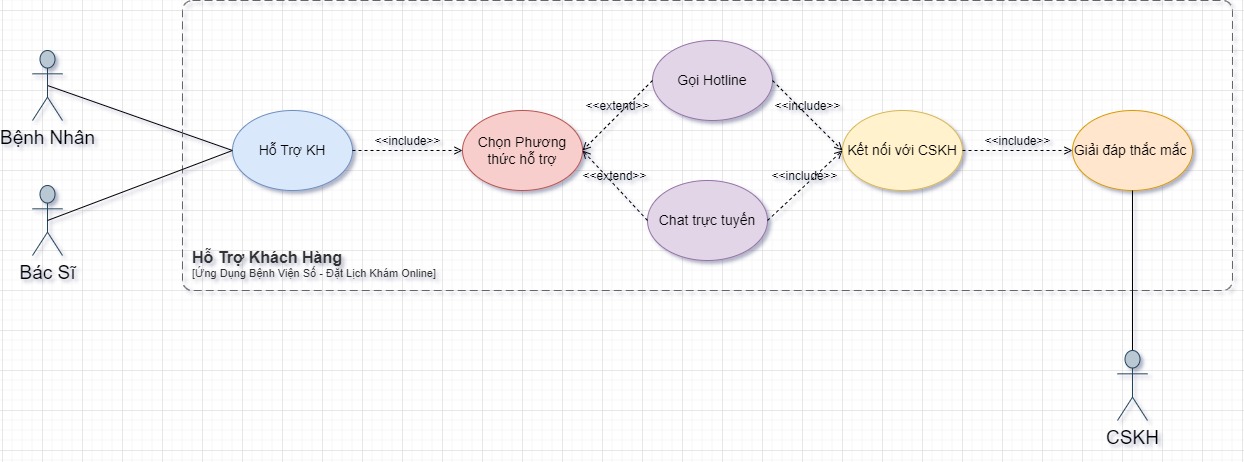 Bệnh Nhân
Bác Sĩ
Hỗ Trợ KH
<<include>>
Chọn Phương
thức hỗ trợ
<<extend>>
<<extend>>
Gọi Hotline
Chat trực tuyến
<<include>>
<<include>>
Kết nối với CSKH
<<include>>
Giải đáp thắc mắc
Hỗ Trợ Khách Hàng
[Ứng Dụng Bệnh Viện Số - Đặt Lịch Khám Online]
CSKH